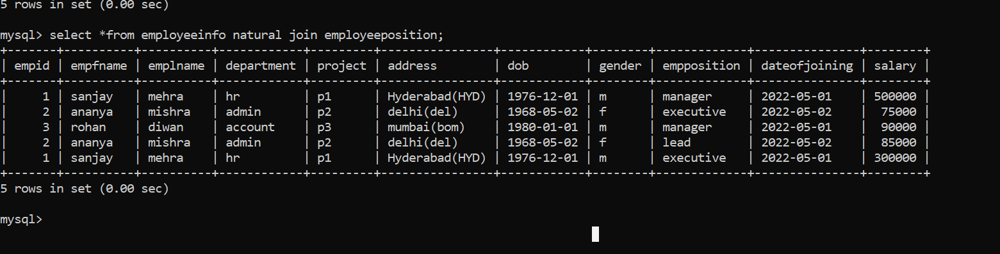 5 rows in set (0.00 sec)
mysql> select *from employeeinfo natural join employeeposition;
+-------+----------+----------+------------+---------+----------------+------------+--------+-------------+---------------+--------+
| empid | empfname | emplname | department | project | address        | dob        | gender | empposition | dateofjoining | salary |
+-------+----------+----------+------------+---------+----------------+------------+--------+-------------+---------------+--------+
|     1 | sanjay   | mehra    | hr         | p1      | Hyderabad(HYD) | 1976-12-01 | m      | manager     | 2022-05-01    | 500000 |
|     2 | ananya   | mishra   | admin      | p2      | delhi(del)     | 1968-05-02 | f      | executive   | 2022-05-02    |  75000 |
|     3 | rohan    | diwan    | account    | p3      | mumbai(bom)    | 1980-01-01 | m      | manager     | 2022-05-01    |  90000 |
|     2 | ananya   | mishra   | admin      | p2      | delhi(del)     | 1968-05-02 | f      | lead        | 2022-05-02    |  85000 |
|     1 | sanjay   | mehra    | hr         | p1      | Hyderabad(HYD) | 1976-12-01 | m      | executive   | 2022-05-01    | 300000 |
+-------+----------+----------+------------+---------+----------------+------------+--------+-------------+---------------+--------+
5 rows in set (0.00 sec)
mysql>